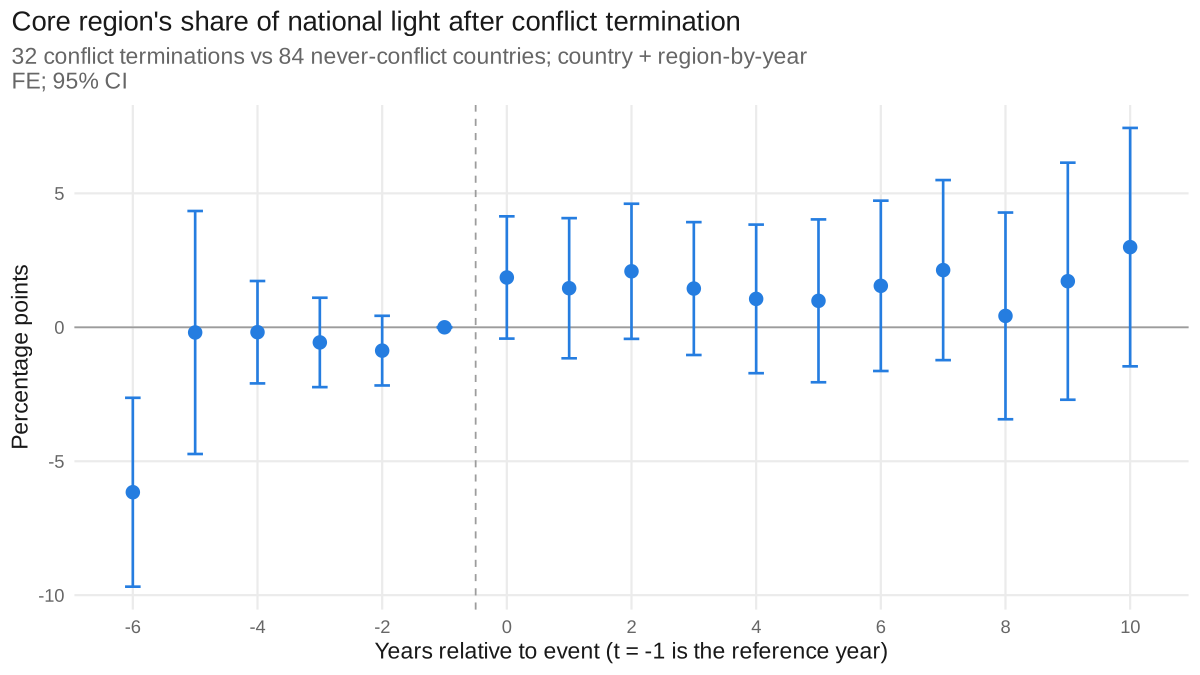 Core region's share of national light after conflict termination
32 conflict terminations vs 84 never-conflict countries; country + region-by-year
FE; 95% CI
Percentage points
5
0
-5
-10
-6
-4
-2
0
2
4
6
8
10
Years relative to event (t = -1 is the reference year)